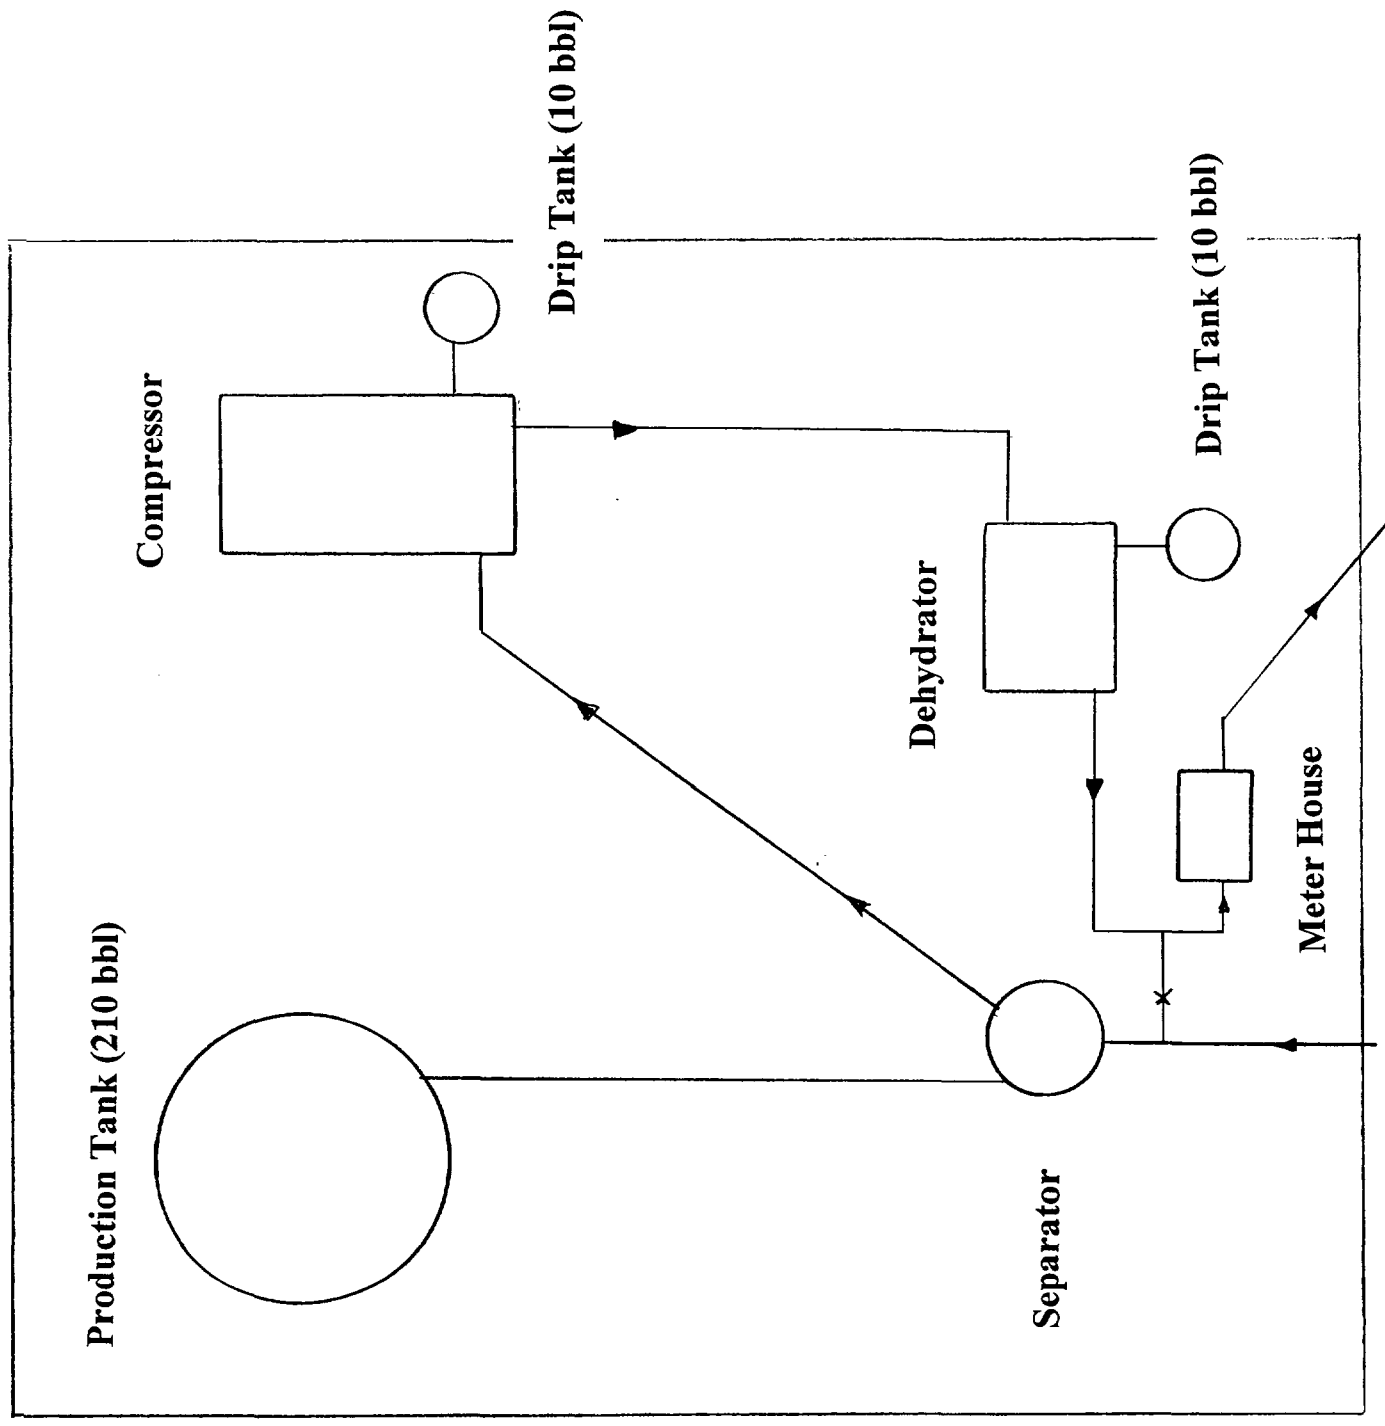 Production Tank (210 bbl)
Compressor
Drip Tank (10 bbl)
Dehydrator
Separator
Drip Tank (10 bbl)
Meter House